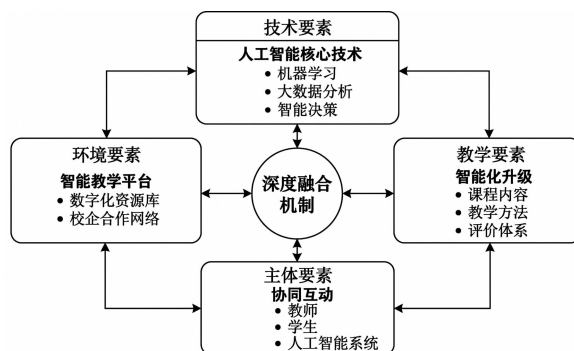 技术要素
人工智能核心技术
• 机器学习
• 大数据分析
• 智能决策
环境要素
智能教学平台
• 数字化资源库
• 校企合作网络
深度融合
机制
教学要素
智能化升级
• 课程内容
• 教学方法
• 评价体系
主体要素
协同互动
• 教师
• 学生
• 人工智能系统